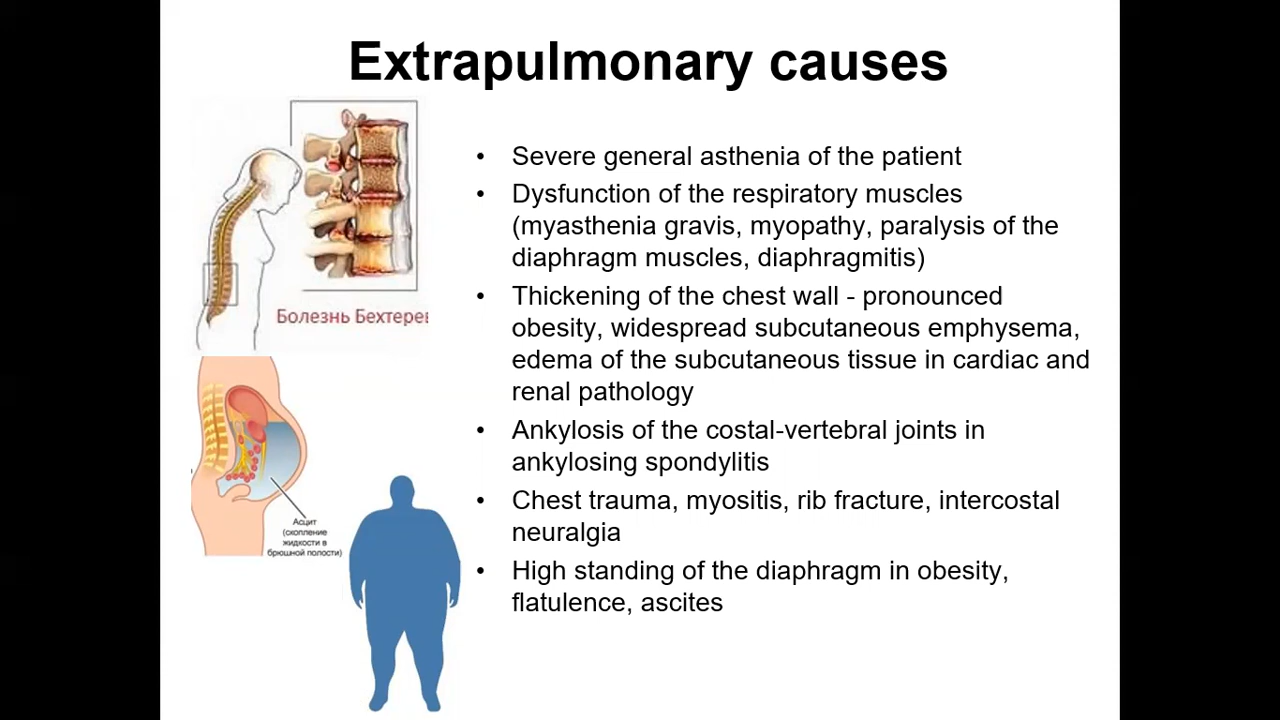 Extrapulmonary causes
• Severe general asthenia of the patient
• Dysfunction of the respiratory muscles
(myasthenia gravis, myopathy, paralysis of the
diaphragm muscles, diaphragmitis)
• Thickening of the chest wall - pronounced
obesity, widespread subcutaneous emphysema,
edema of the subcutaneous tissue in cardiac and
renal pathology
• Ankylosis of the costal-vertebral joints in
ankylosing spondylitis
• Chest trauma, myositis, rib fracture, intercostal
neuralgia
• High standing of the diaphragm in obesity,
flatulence, ascites
Болезнь Бехтерев
Асцит
(скопление
жидкости в
брюшной полости)